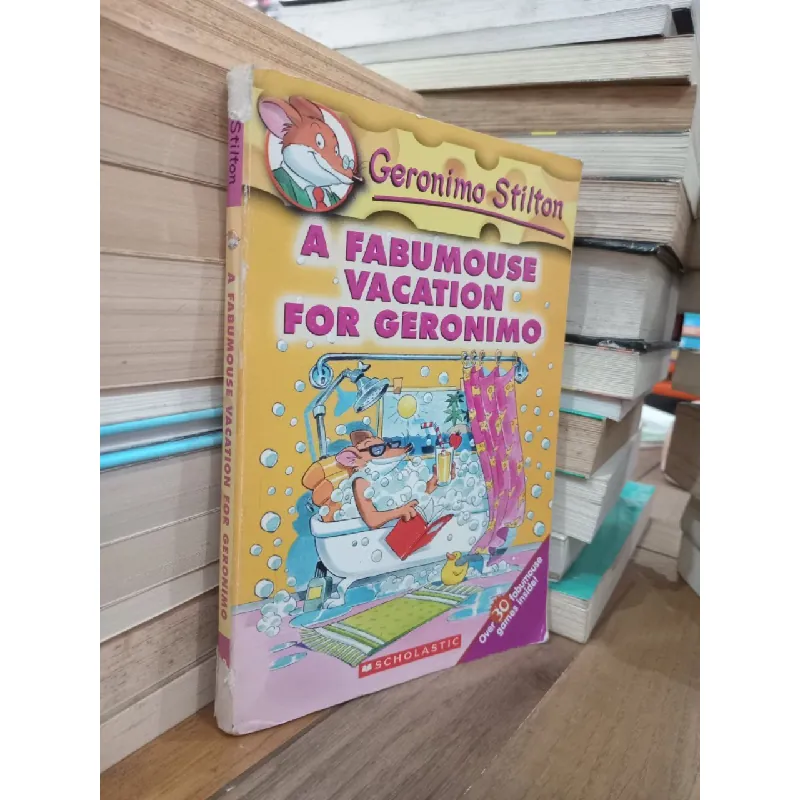 Stilton
A FABUMOUSE VACATION FOR GERONIMO
Geronimo Stilton
A FABUMOUSE
VACATION
FOR GERONIMO
Over 30 fabumouse
games inside!
SCHOLASTIC